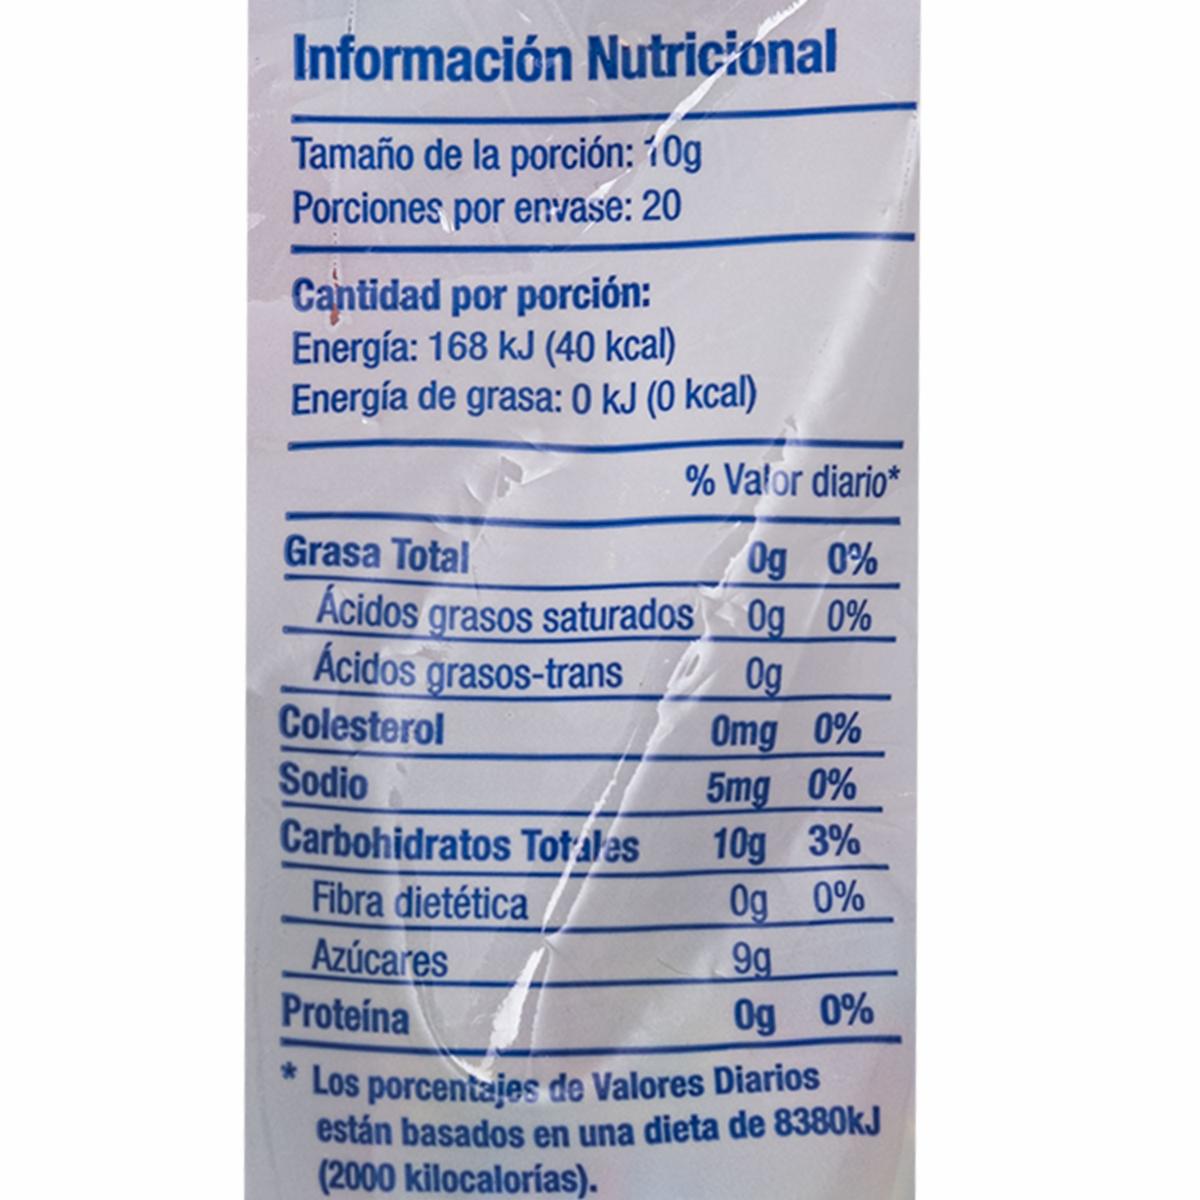 Información Nutricional
Tamaño de la porción: 10g
Porciones por envase: 20
Cantidad por porción:
Energía: 168 kJ (40 kcal)
Energía de grasa: 0 kJ (0 kcal)
% Valor diario*
Grasa Total 0g 0%
Ácidos grasos saturados 0g 0%
Ácidos grasos-trans 0g
Colesterol 0mg 0%
Sodio 5mg 0%
Carbohidratos Totales 10g 3%
Fibra dietética 0g 0%
Azúcares 9g
Proteína 0g 0%
* Los porcentajes de Valores Diarios
están basados en una dieta de 8380kJ
(2000 kilocalorías).